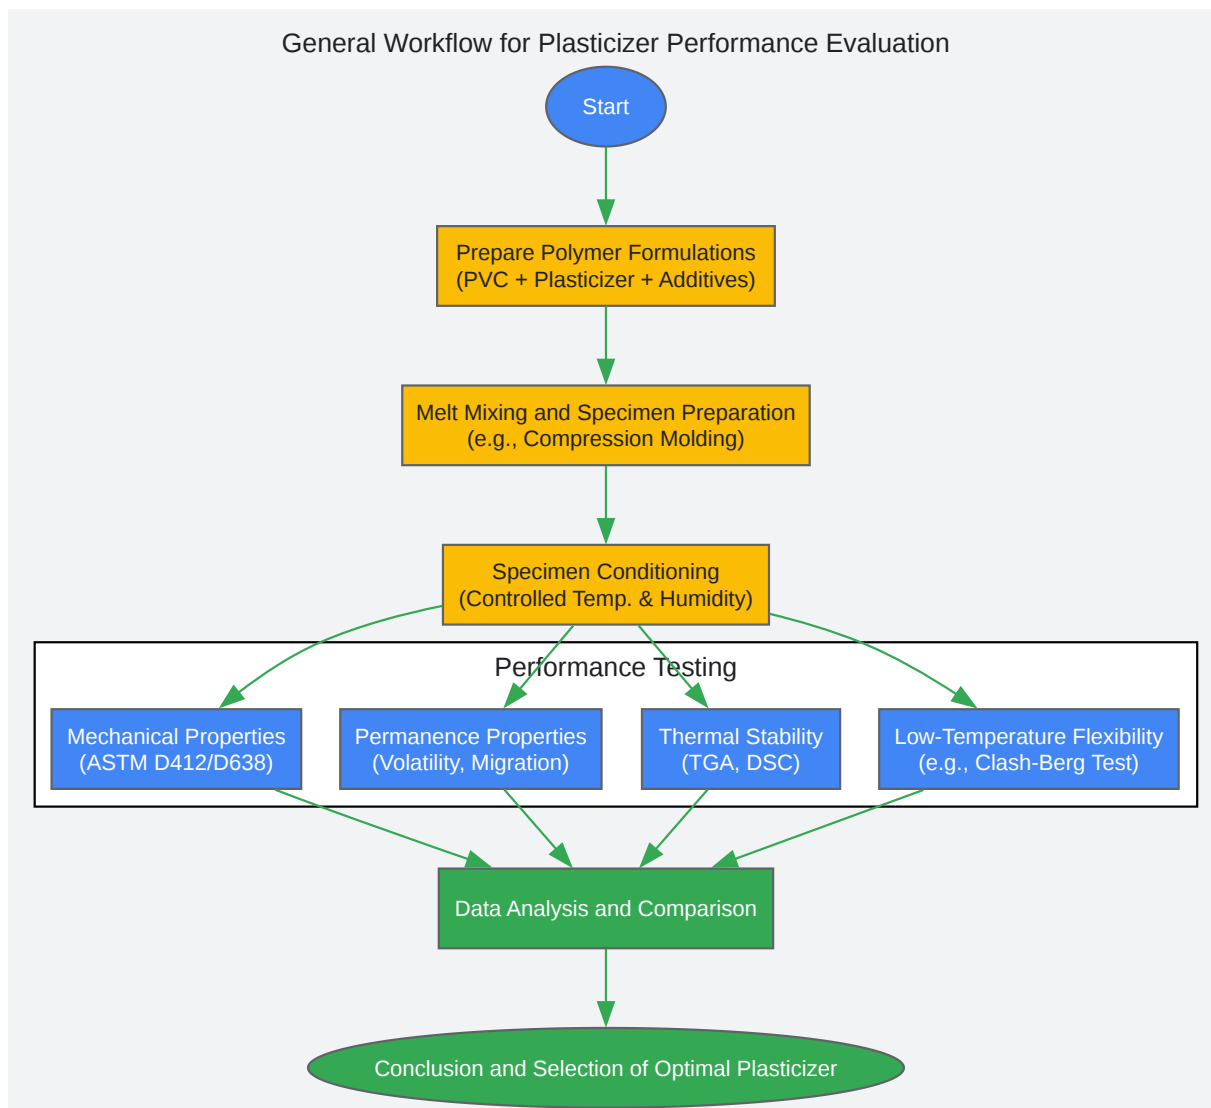 General Workflow for Plasticizer Performance Evaluation
Start
Prepare Polymer Formulations
(PVC + Plasticizer + Additives)
Melt Mixing and Specimen Preparation
(e.g., Compression Molding)
Specimen Conditioning
(Controlled Temp. & Humidity)
Performance Testing
Mechanical Properties
(ASTM D412/D638)
Permanence Properties
(Volatility, Migration)
Thermal Stability
(TGA, DSC)
Low-Temperature Flexibility
(e.g., Clash-Berg Test)
Data Analysis and Comparison
Conclusion and Selection of Optimal Plasticizer